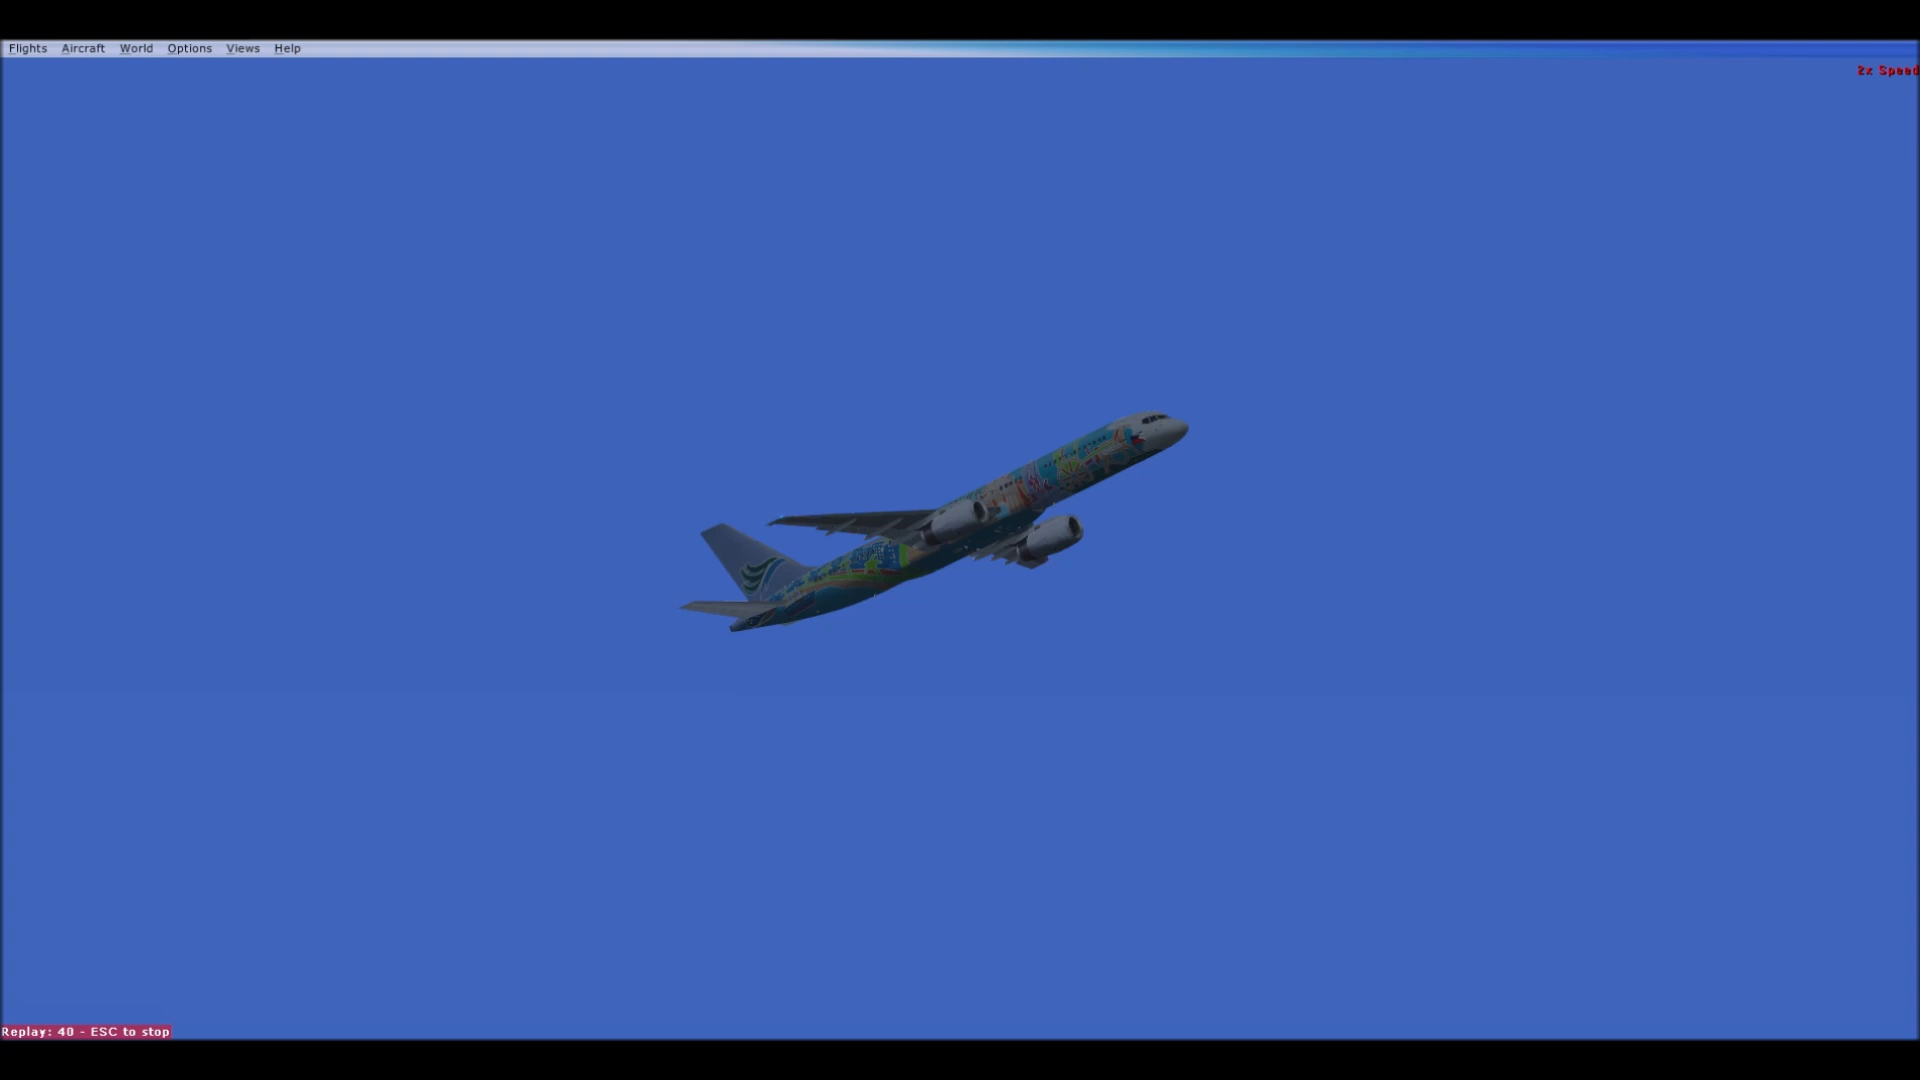 Flights Aircraft World Options Views Help
2x Speed
Replay: 40 - ESC to stop